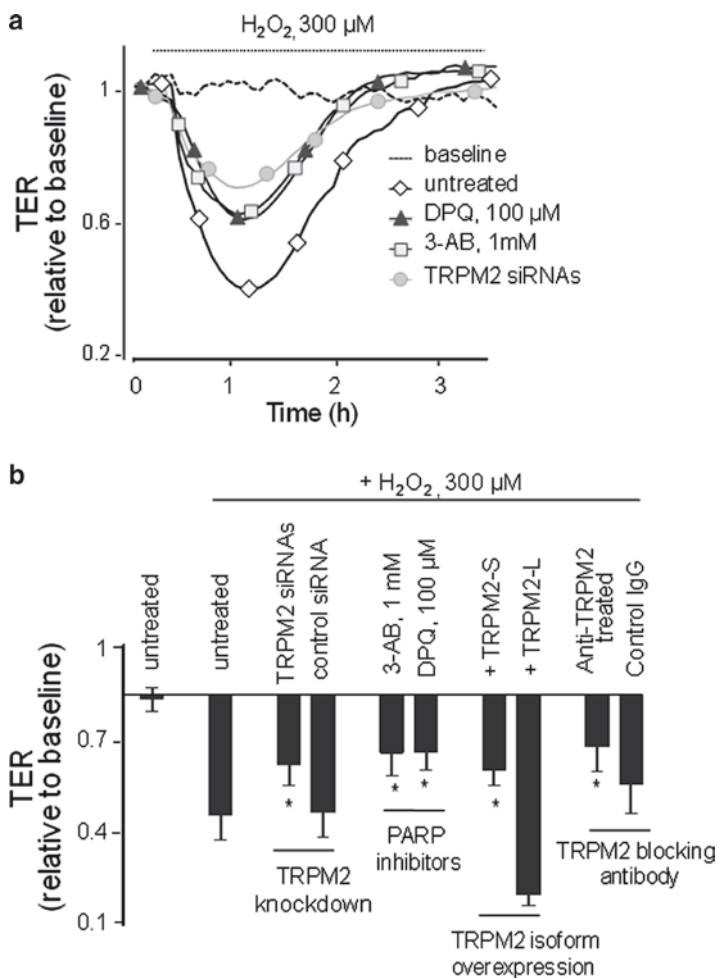 a
H₂O₂, 300 µM
TER
(relative to baseline)
1
0.6
0.2
baseline
untreated
DPQ, 100 µM
3-AB, 1mM
TRPM2 siRNAs
0
1
2
3
Time (h)
b
+ H₂O₂, 300 µM
untreated
untreated
TRPM2 siRNAs
control siRNA
3-AB, 1 mM
DPQ, 100 µM
+ TRPM2-S
+ TRPM2-L
Anti-TRPM2
treated
Control IgG
TER
(relative to baseline)
1
0.7
0.4
0.1
*
*
*
*
*
TRPM2
knockdown
PARP
inhibitors
TRPM2 isoform
overexpression
TRPM2 blocking
antibody